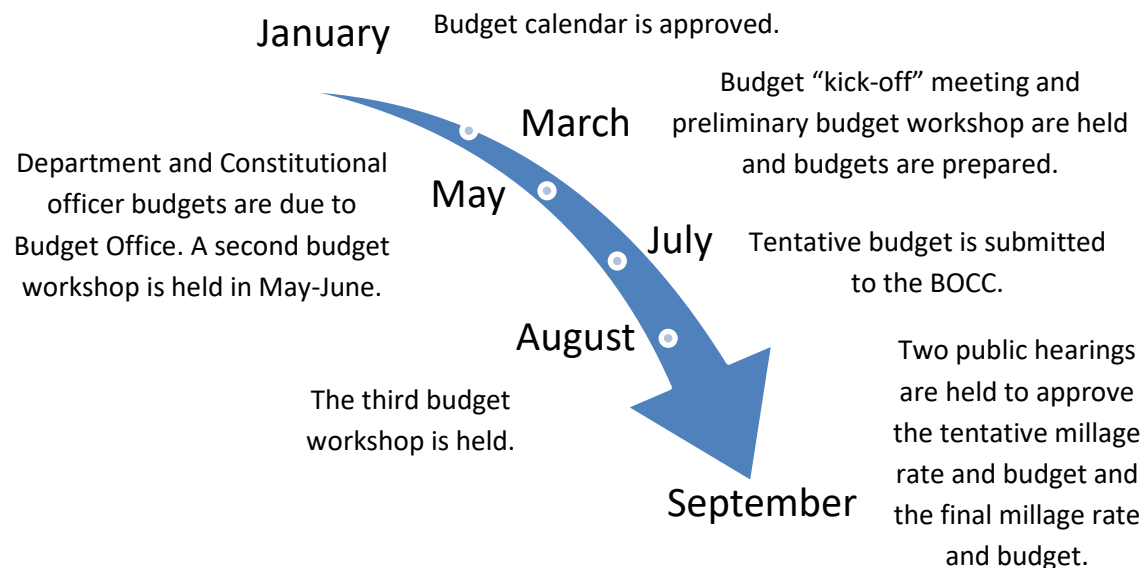 January
Budget calendar is approved.
March
Budget “kick-off” meeting and
preliminary budget workshop are held
and budgets are prepared.
May
Department and Constitutional
officer budgets are due to
Budget Office. A second budget
workshop is held in May-June.
July
Tentative budget is submitted
to the BOCC.
August
The third budget
workshop is held.
September
Two public hearings
are held to approve
the tentative millage
rate and budget and
the final millage rate
and budget.